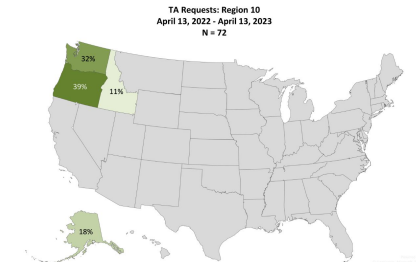 TA Requests: Region 10
April 13, 2022 - April 13, 2023
N = 72
32%
39%
11%
18%